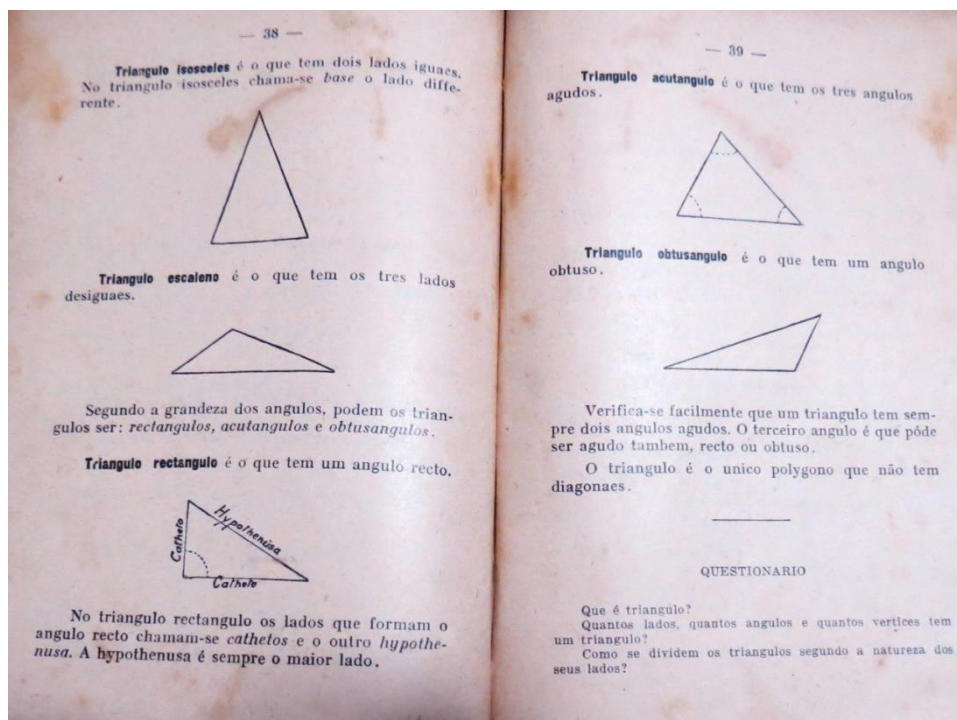 — 38 —
Triangulo isosceles é o que tem dois lados iguaes.
No triangulo isosceles chama-se base o lado diffe-
rente.
Triangulo escaleno é o que tem os tres lados
desiguaes.
Segundo a grandeza dos angulos, podem os trian-
gulos ser: rectangulos, acutangulos e obtusangulos.
Triangulo rectangulo é o que tem um angulo recto.
Catheto
Hypothenusa
Catheto
No triangulo rectangulo os lados que formam o
angulo recto chamam-se cathetos e o outro hypothe-
nusa. A hypothenusa é sempre o maior lado.
— 39 —
Triangulo acutangulo é o que tem os tres angulos
agudos.
Triangulo obtusangulo é o que tem um angulo
obtuso.
Verifica-se facilmente que um triangulo tem sem-
pre dois angulos agudos. O terceiro angulo é que póde
ser agudo tambem, recto ou obtuso.
O triangulo é o unico polygono que não tem
diagonaes.
QUESTIONARIO
Que é triangulo?
Quantos lados, quantos angulos e quantos vertices tem
um triangulo?
Como se dividem os triangulos segundo a natureza dos
seus lados?